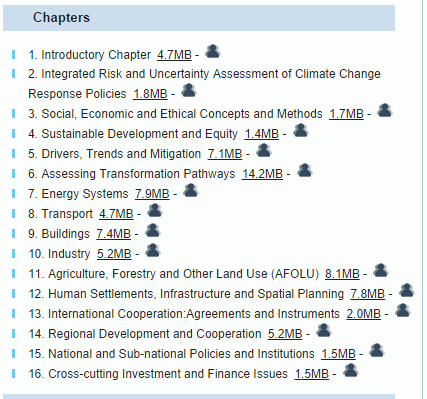 Chapters
1. Introductory Chapter 4.7MB -
2. Integrated Risk and Uncertainty Assessment of Climate Change
Response Policies 1.8MB -
3. Social, Economic and Ethical Concepts and Methods 1.7MB -
4. Sustainable Development and Equity 1.4MB -
5. Drivers, Trends and Mitigation 7.1MB -
6. Assessing Transformation Pathways 14.2MB -
7. Energy Systems 7.9MB -
8. Transport 4.7MB -
9. Buildings 7.4MB -
10. Industry 5.2MB -
11. Agriculture, Forestry and Other Land Use (AFOLU) 8.1MB -
12. Human Settlements, Infrastructure and Spatial Planning 7.8MB -
13. International Cooperation:Agreements and Instruments 2.0MB -
14. Regional Development and Cooperation 5.2MB -
15. National and Sub-national Policies and Institutions 1.5MB -
16. Cross-cutting Investment and Finance Issues 1.5MB -